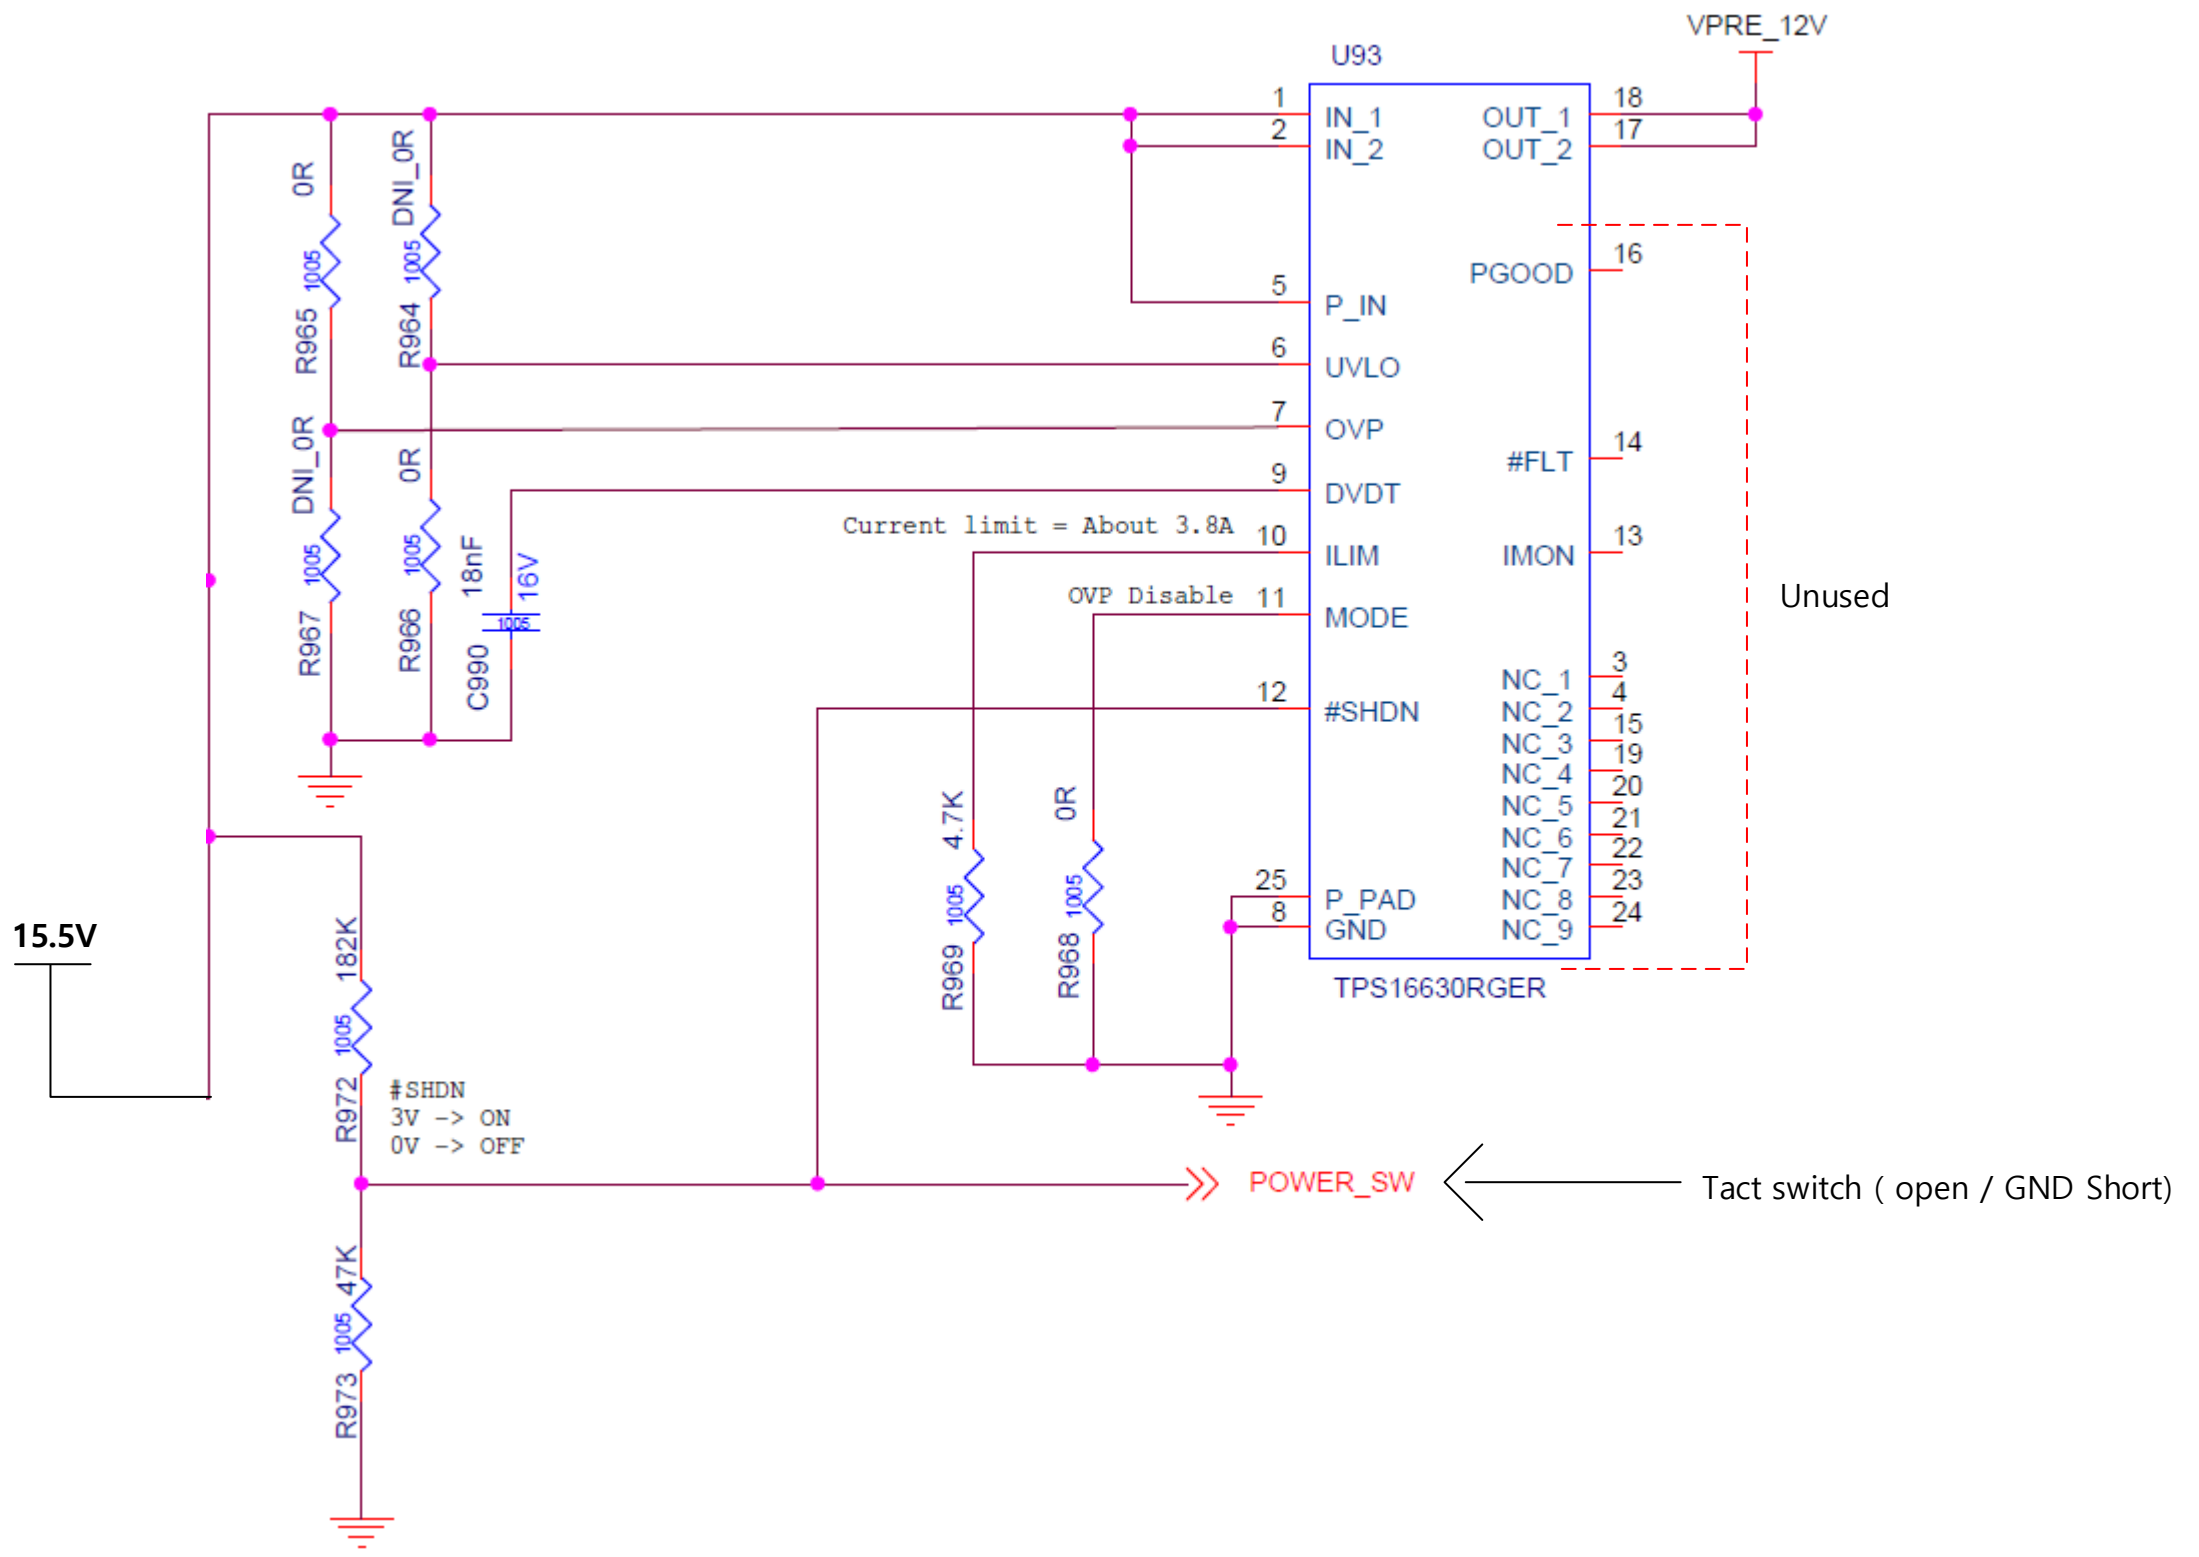 VPRE_12V
U93
1
IN_1
OUT_1
18
2
IN_2
OUT_2
17
0R
1005
R965
DNI_0R
1005
R964
PGOOD
16
5
P_IN
6
UVLO
7
OVP
#FLT
14
9
DVDT
DNI_0R
1005
R967
0R
1005
R966
18nF
16V
1005
C990
Current limit = About 3.8A
10
ILIM
IMON
13
OVP Disable
11
MODE
Unused
12
#SHDN
NC_1
3
NC_2
4
NC_3
15
NC_4
19
NC_5
20
NC_6
21
NC_7
22
NC_8
23
NC_9
24
4.7K
1005
R969
0R
1005
R968
25
P_PAD
8
GND
TPS16630RGER
15.5V
182K
1005
R972
#SHDN
3V -> ON
0V -> OFF
POWER_SW
Tact switch ( open / GND Short)
47K
1005
R973